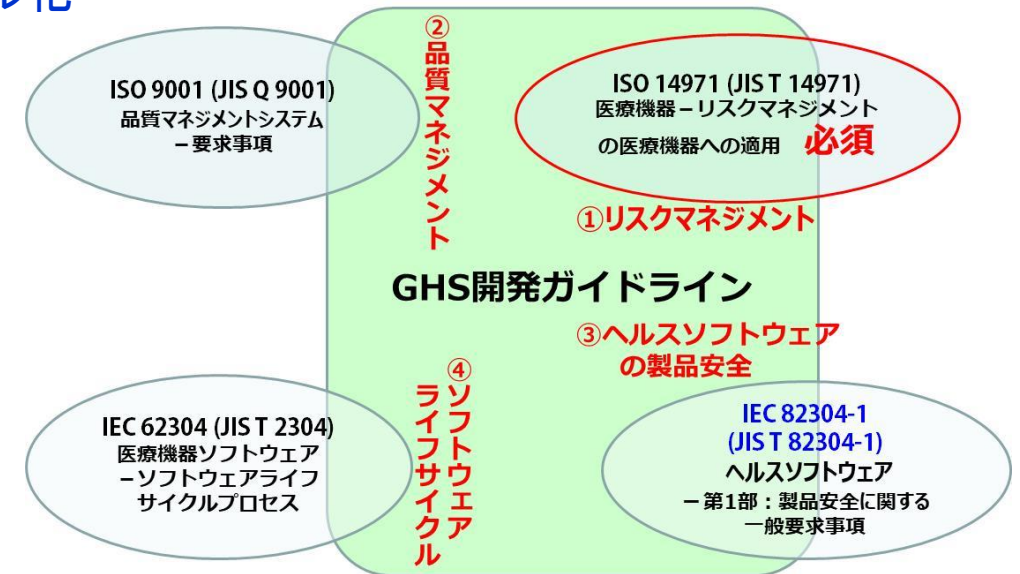 ル化
ISO 9001 (JIS Q 9001)
品質マネジメントシステム
－要求事項
②品質マネジメント
ISO 14971 (JIS T 14971)
医療機器－リスクマネジメント
の医療機器への適用 必須
①リスクマネジメント
GHS開発ガイドライン
③ヘルスソフトウェア
の製品安全
④ソフトウェア
ライフサイクル
IEC 62304 (JIS T 2304)
医療機器ソフトウェア
－ソフトウェアライフ
サイクルプロセス
IEC 82304-1
(JIS T 82304-1)
ヘルスソフトウェア
－第1部：製品安全に関する
一般要求事項